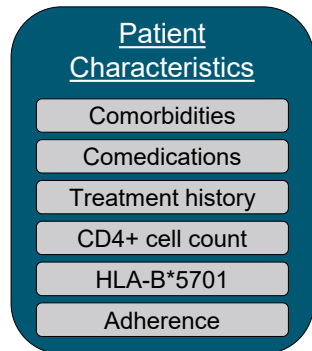 Patient
Characteristics
Comorbidities
Comedications
Treatment history
CD4+ cell count
HLA-B*5701
Adherence